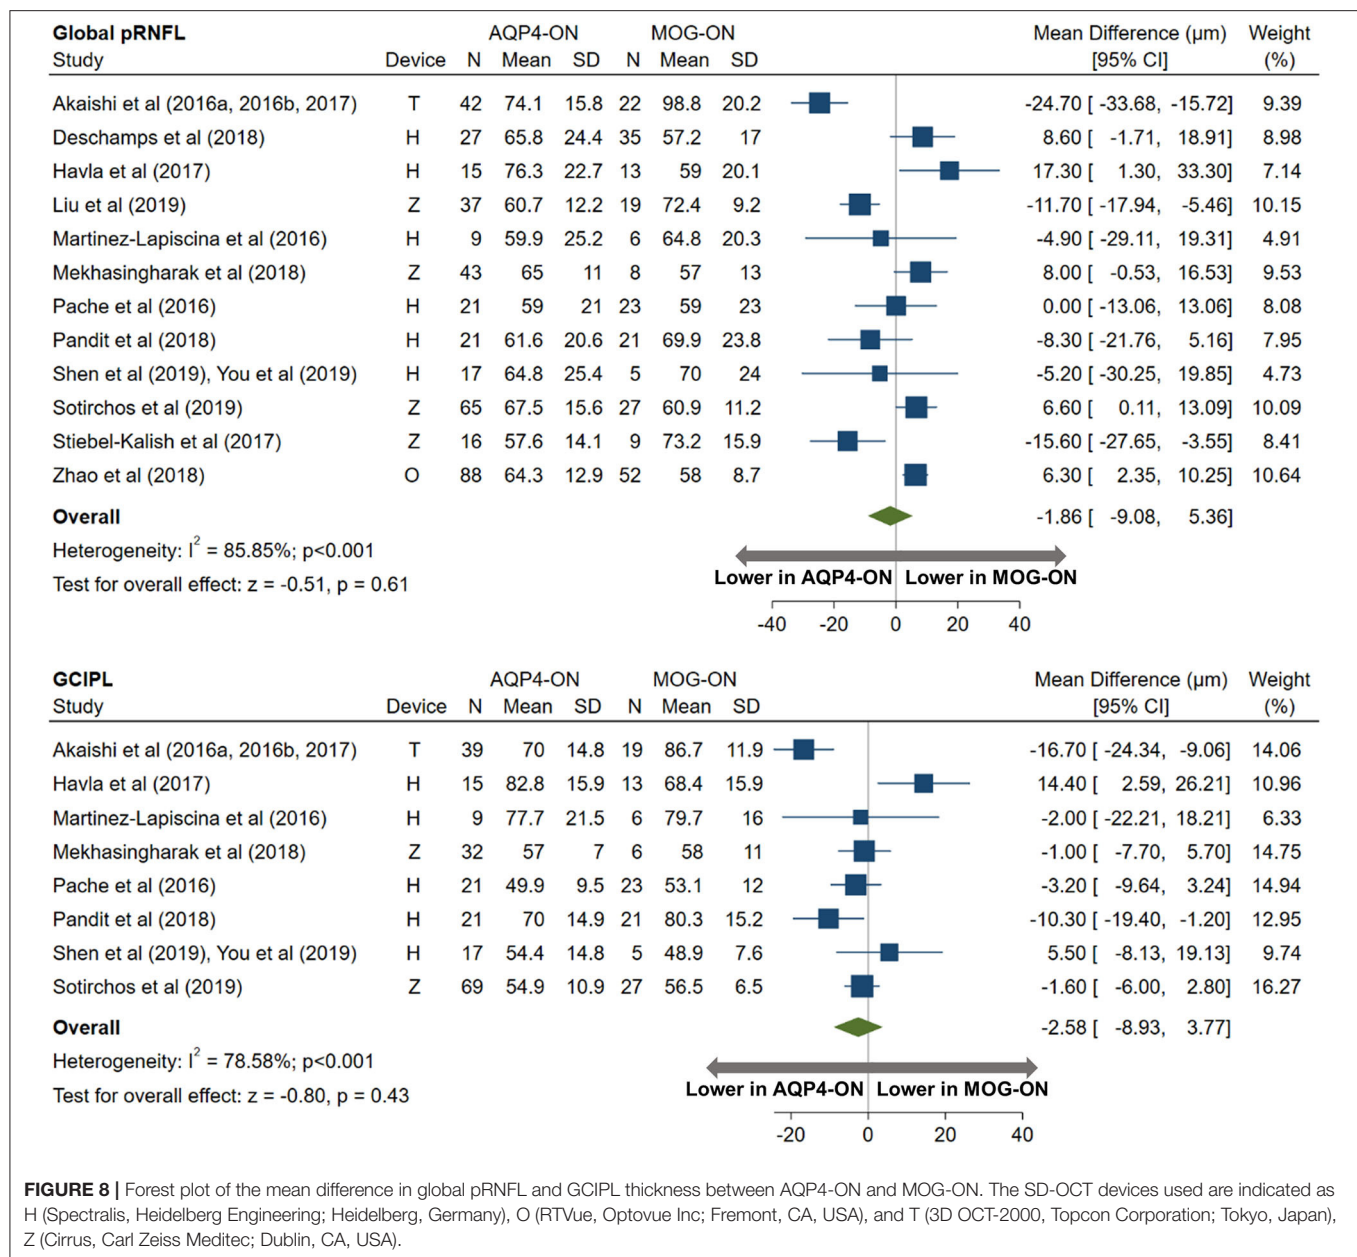 Global pRNFL AQP4-ON MOG-ON Mean Difference (µm) Weight
Study Device N Mean SD N Mean SD [95% CI] (%)
Akaishi et al (2016a, 2016b, 2017) T 42 74.1 15.8 22 98.8 20.2 -24.70 [ -33.68, -15.72] 9.39
Deschamps et al (2018) H 27 65.8 24.4 35 57.2 17 8.60 [ -1.71, 18.91] 8.98
Havla et al (2017) H 15 76.3 22.7 13 59 20.1 17.30 [ 1.30, 33.30] 7.14
Liu et al (2019) Z 37 60.7 12.2 19 72.4 9.2 -11.70 [ -17.94, -5.46] 10.15
Martinez-Lapiscina et al (2016) H 9 59.9 25.2 6 64.8 20.3 -4.90 [ -29.11, 19.31] 4.91
Mekhasingharak et al (2018) Z 43 65 11 8 57 13 8.00 [ -0.53, 16.53] 9.53
Pache et al (2016) H 21 59 21 23 59 23 0.00 [ -13.06, 13.06] 8.08
Pandit et al (2018) H 21 61.6 20.6 21 69.9 23.8 -8.30 [ -21.76, 5.16] 7.95
Shen et al (2019), You et al (2019) H 17 64.8 25.4 5 70 24 -5.20 [ -30.25, 19.85] 4.73
Sotirchos et al (2019) Z 65 67.5 15.6 27 60.9 11.2 6.60 [ 0.11, 13.09] 10.09
Stiebel-Kalish et al (2017) Z 16 57.6 14.1 9 73.2 15.9 -15.60 [ -27.65, -3.55] 8.41
Zhao et al (2018) O 88 64.3 12.9 52 58 8.7 6.30 [ 2.35, 10.25] 10.64
Overall -1.86 [ -9.08, 5.36]
Heterogeneity: I² = 85.85%; p<0.001
Lower in AQP4-ON Lower in MOG-ON
Test for overall effect: z = -0.51, p = 0.61
-40 -20 0 20 40
GCIPL AQP4-ON MOG-ON Mean Difference (µm) Weight
Study Device N Mean SD N Mean SD [95% CI] (%)
Akaishi et al (2016a, 2016b, 2017) T 39 70 14.8 19 86.7 11.9 -16.70 [ -24.34, -9.06] 14.06
Havla et al (2017) H 15 82.8 15.9 13 68.4 15.9 14.40 [ 2.59, 26.21] 10.96
Martinez-Lapiscina et al (2016) H 9 77.7 21.5 6 79.7 16 -2.00 [ -22.21, 18.21] 6.33
Mekhasingharak et al (2018) Z 32 57 7 6 58 11 -1.00 [ -7.70, 5.70] 14.75
Pache et al (2016) H 21 49.9 9.5 23 53.1 12 -3.20 [ -9.64, 3.24] 14.94
Pandit et al (2018) H 21 70 14.9 21 80.3 15.2 -10.30 [ -19.40, -1.20] 12.95
Shen et al (2019), You et al (2019) H 17 54.4 14.8 5 48.9 7.6 5.50 [ -8.13, 19.13] 9.74
Sotirchos et al (2019) Z 69 54.9 10.9 27 56.5 6.5 -1.60 [ -6.00, 2.80] 16.27
Overall -2.58 [ -8.93, 3.77]
Heterogeneity: I² = 78.58%; p<0.001
Lower in AQP4-ON Lower in MOG-ON
Test for overall effect: z = -0.80, p = 0.43
-20 0 20 40
FIGURE 8 | Forest plot of the mean difference in global pRNFL and GCIPL thickness between AQP4-ON and MOG-ON. The SD-OCT devices used are indicated as
H (Spectralis, Heidelberg Engineering; Heidelberg, Germany), O (RTVue, Optovue Inc; Fremont, CA, USA), and T (3D OCT-2000, Topcon Corporation; Tokyo, Japan),
Z (Cirrus, Carl Zeiss Meditec; Dublin, CA, USA).